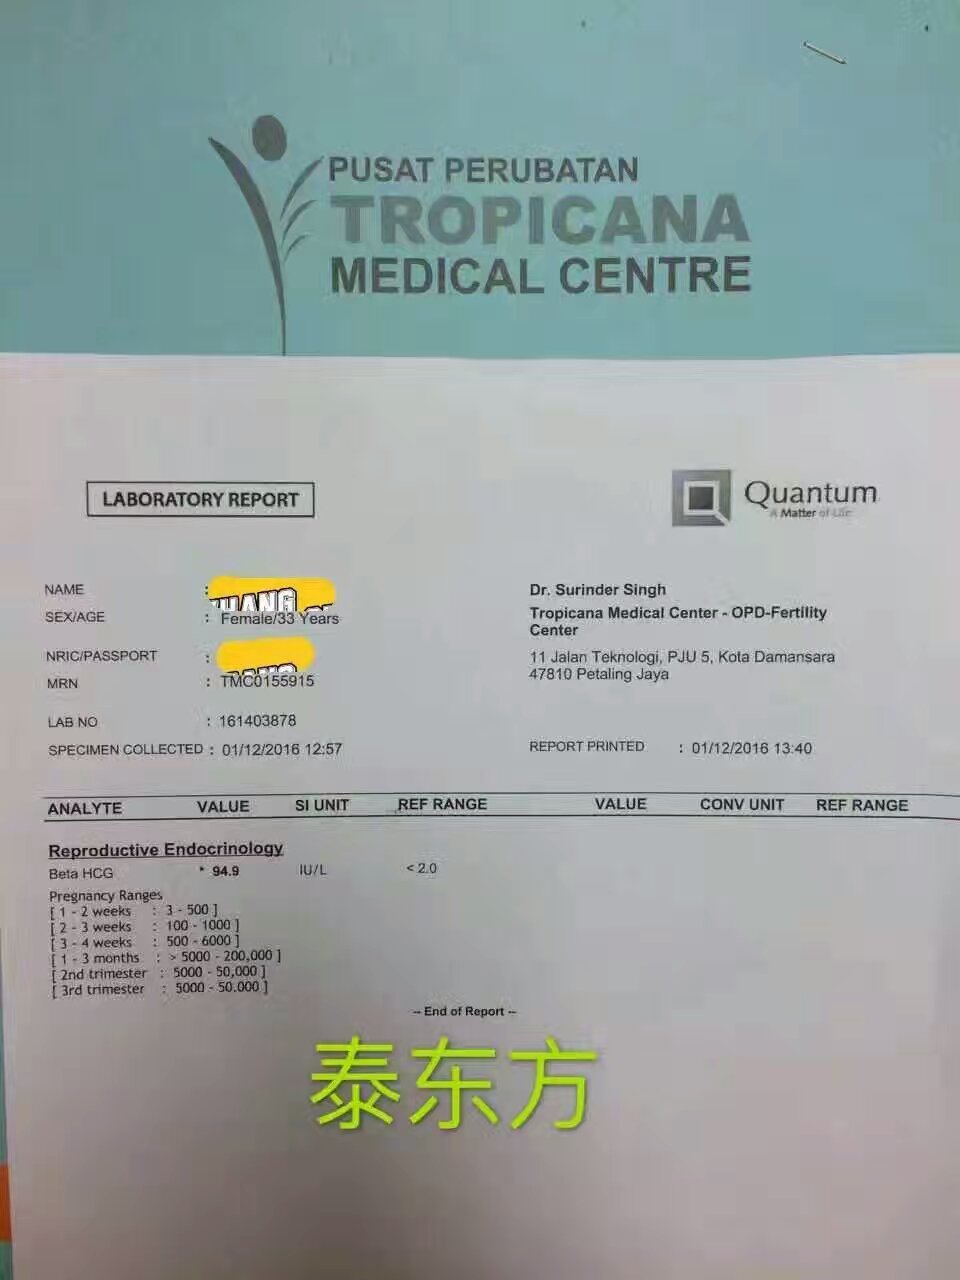 PUSAT PERUBATAN
TROPICANA
MEDICAL CENTRE
LABORATORY REPORT
Quantum
A Matter of Life
NAME :
SEX/AGE : Female/33 Years
NRIC/PASSPORT :
MRN : TMC0155915
LAB NO : 161403878
SPECIMEN COLLECTED : 01/12/2016 12:57
Dr. Surinder Singh
Tropicana Medical Center - OPD-Fertility
Center
11 Jalan Teknologi, PJU 5, Kota Damansara
47810 Petaling Jaya
REPORT PRINTED : 01/12/2016 13:40
ANALYTE VALUE SI UNIT REF RANGE VALUE CONV UNIT REF RANGE
Reproductive Endocrinology
Beta HCG * 94.9 IU/L < 2.0
Pregnancy Ranges
[ 1 - 2 weeks : 3 - 500 ]
[ 2 - 3 weeks : 100 - 1000 ]
[ 3 - 4 weeks : 500 - 6000 ]
[ 1 - 3 months : > 5000 - 200,000 ]
[ 2nd trimester : 5000 - 50,000 ]
[ 3rd trimester : 5000 - 50.000 ]
-- End of Report --
泰东方